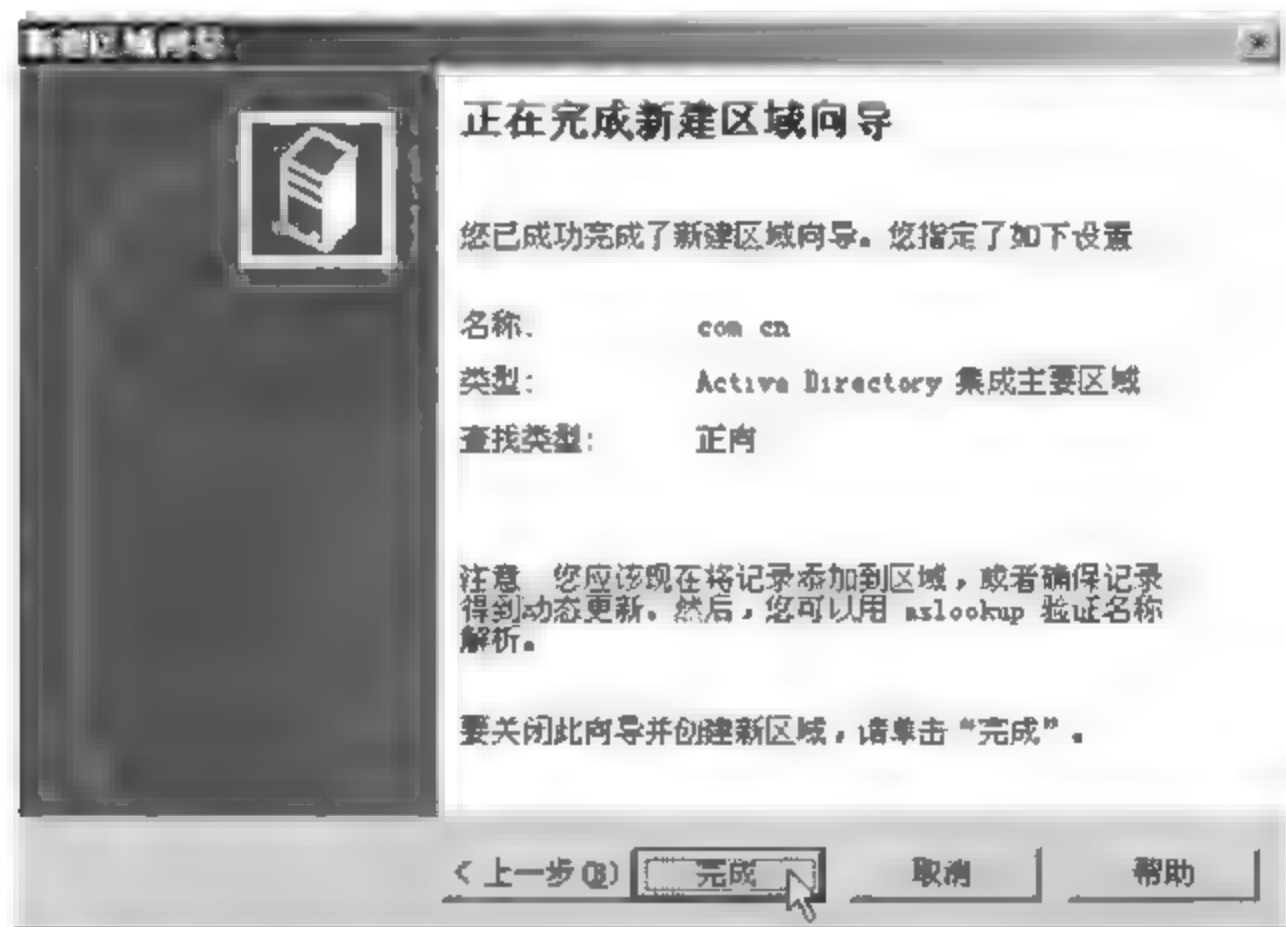 新建区域向导
正在完成新建区域向导
您已成功完成了新建区域向导。您指定了如下设置
名称: com cn
类型: Active Directory 集成主要区域
查找类型: 正向
注意 您应该现在将记录添加到区域，或者确保记录
得到动态更新。然后，您可以用 nslookup 验证名称
解析。
要关闭此向导并创建新区域，请单击“完成”。
< 上一步(B) 完成 取消 帮助